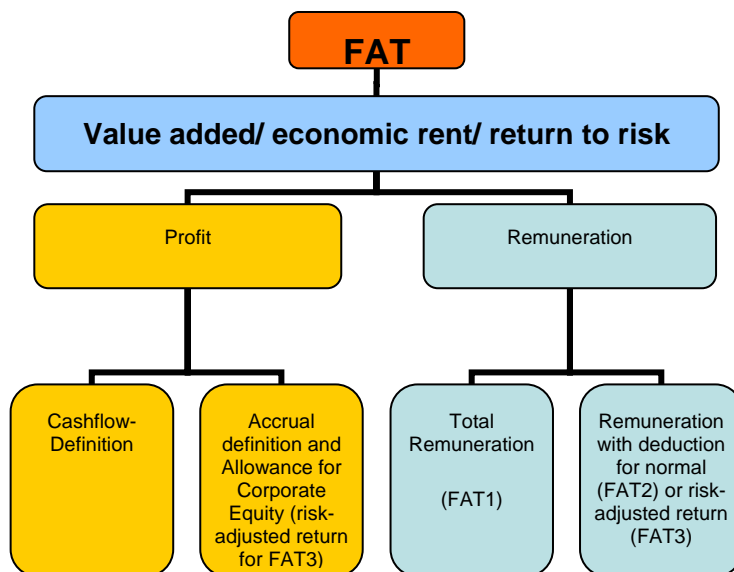 FAT
Value added/ economic rent/ return to risk
Profit
Remuneration
Cashflow-
Definition
Accrual
definition and
Allowance for
Corporate
Equity (risk-
adjusted return
for FAT3)
Total
Remuneration
(FAT1)
Remuneration
with deduction
for normal
(FAT2) or risk-
adjusted return
(FAT3)